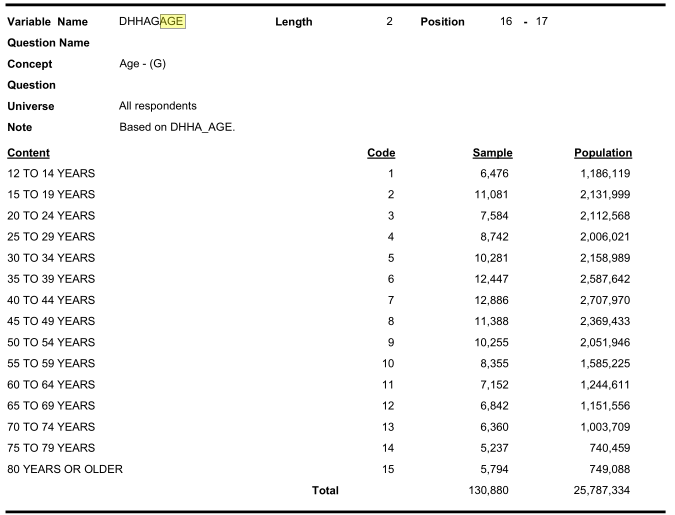 Variable Name DHHAGAGE Length 2 Position 16 - 17
Question Name
Concept Age - (G)
Question
Universe All respondents
Note Based on DHHA_AGE.
Content Code Sample Population
12 TO 14 YEARS 1 6,476 1,186,119
15 TO 19 YEARS 2 11,081 2,131,999
20 TO 24 YEARS 3 7,584 2,112,568
25 TO 29 YEARS 4 8,742 2,006,021
30 TO 34 YEARS 5 10,281 2,158,989
35 TO 39 YEARS 6 12,447 2,587,642
40 TO 44 YEARS 7 12,886 2,707,970
45 TO 49 YEARS 8 11,388 2,369,433
50 TO 54 YEARS 9 10,255 2,051,946
55 TO 59 YEARS 10 8,355 1,585,225
60 TO 64 YEARS 11 7,152 1,244,611
65 TO 69 YEARS 12 6,842 1,151,556
70 TO 74 YEARS 13 6,360 1,003,709
75 TO 79 YEARS 14 5,237 740,459
80 YEARS OR OLDER 15 5,794 749,088
Total 130,880 25,787,334